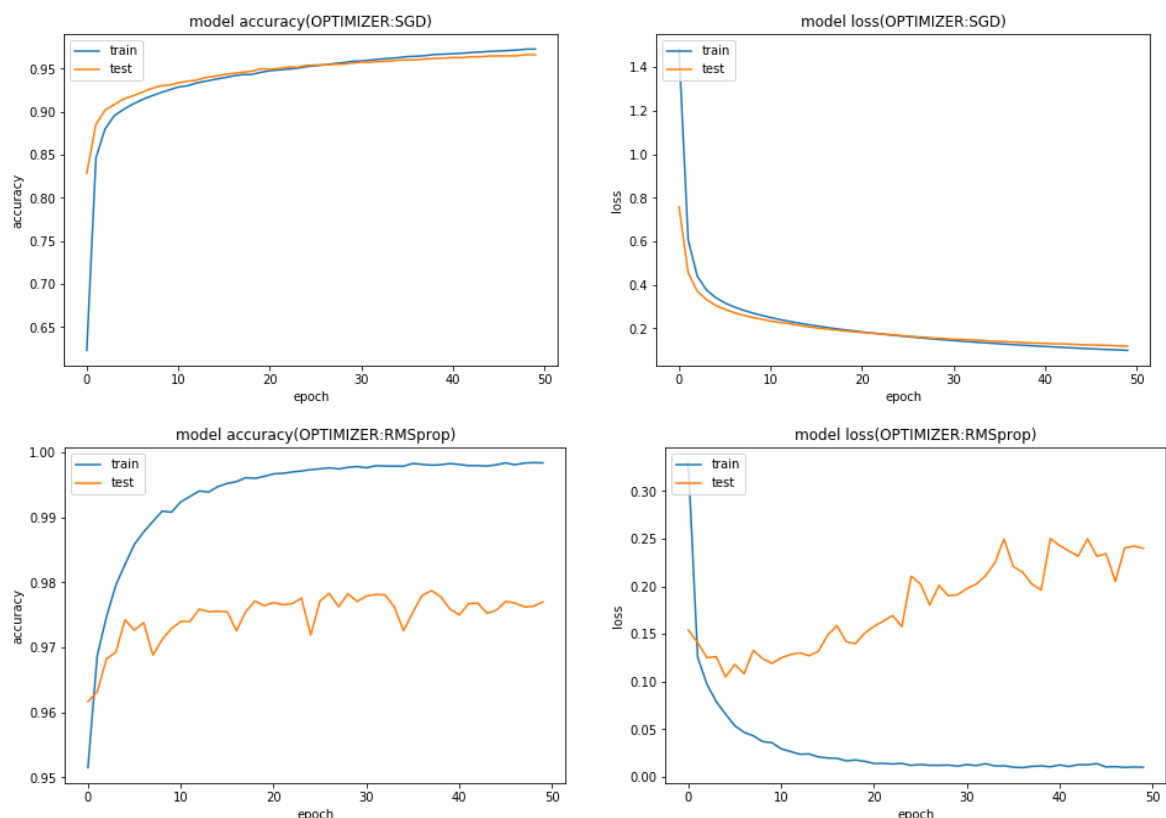 model accuracy(OPTIMIZER:SGD)
train
test
0.95
0.90
0.85
0.80
0.75
0.70
0.65
accuracy
0 10 20 30 40 50
epoch
model loss(OPTIMIZER:SGD)
train
test
1.4
1.2
1.0
0.8
0.6
0.4
0.2
loss
0 10 20 30 40 50
epoch
model accuracy(OPTIMIZER:RMSprop)
train
test
1.00
0.99
0.98
0.97
0.96
0.95
accuracy
0 10 20 30 40 50
epoch
model loss(OPTIMIZER:RMSprop)
train
test
0.30
0.25
0.20
0.15
0.10
0.05
0.00
loss
0 10 20 30 40 50
epoch